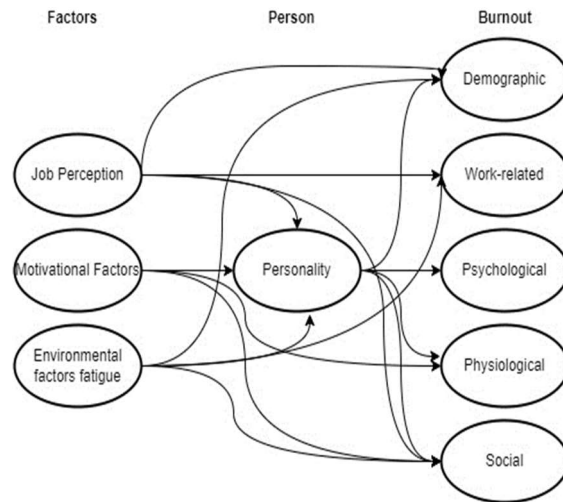 Factors
Person
Burnout
Demographic
Job Perception
Work-related
Motivational Factors
Personality
Psychological
Environmental
factors fatigue
Physiological
Social